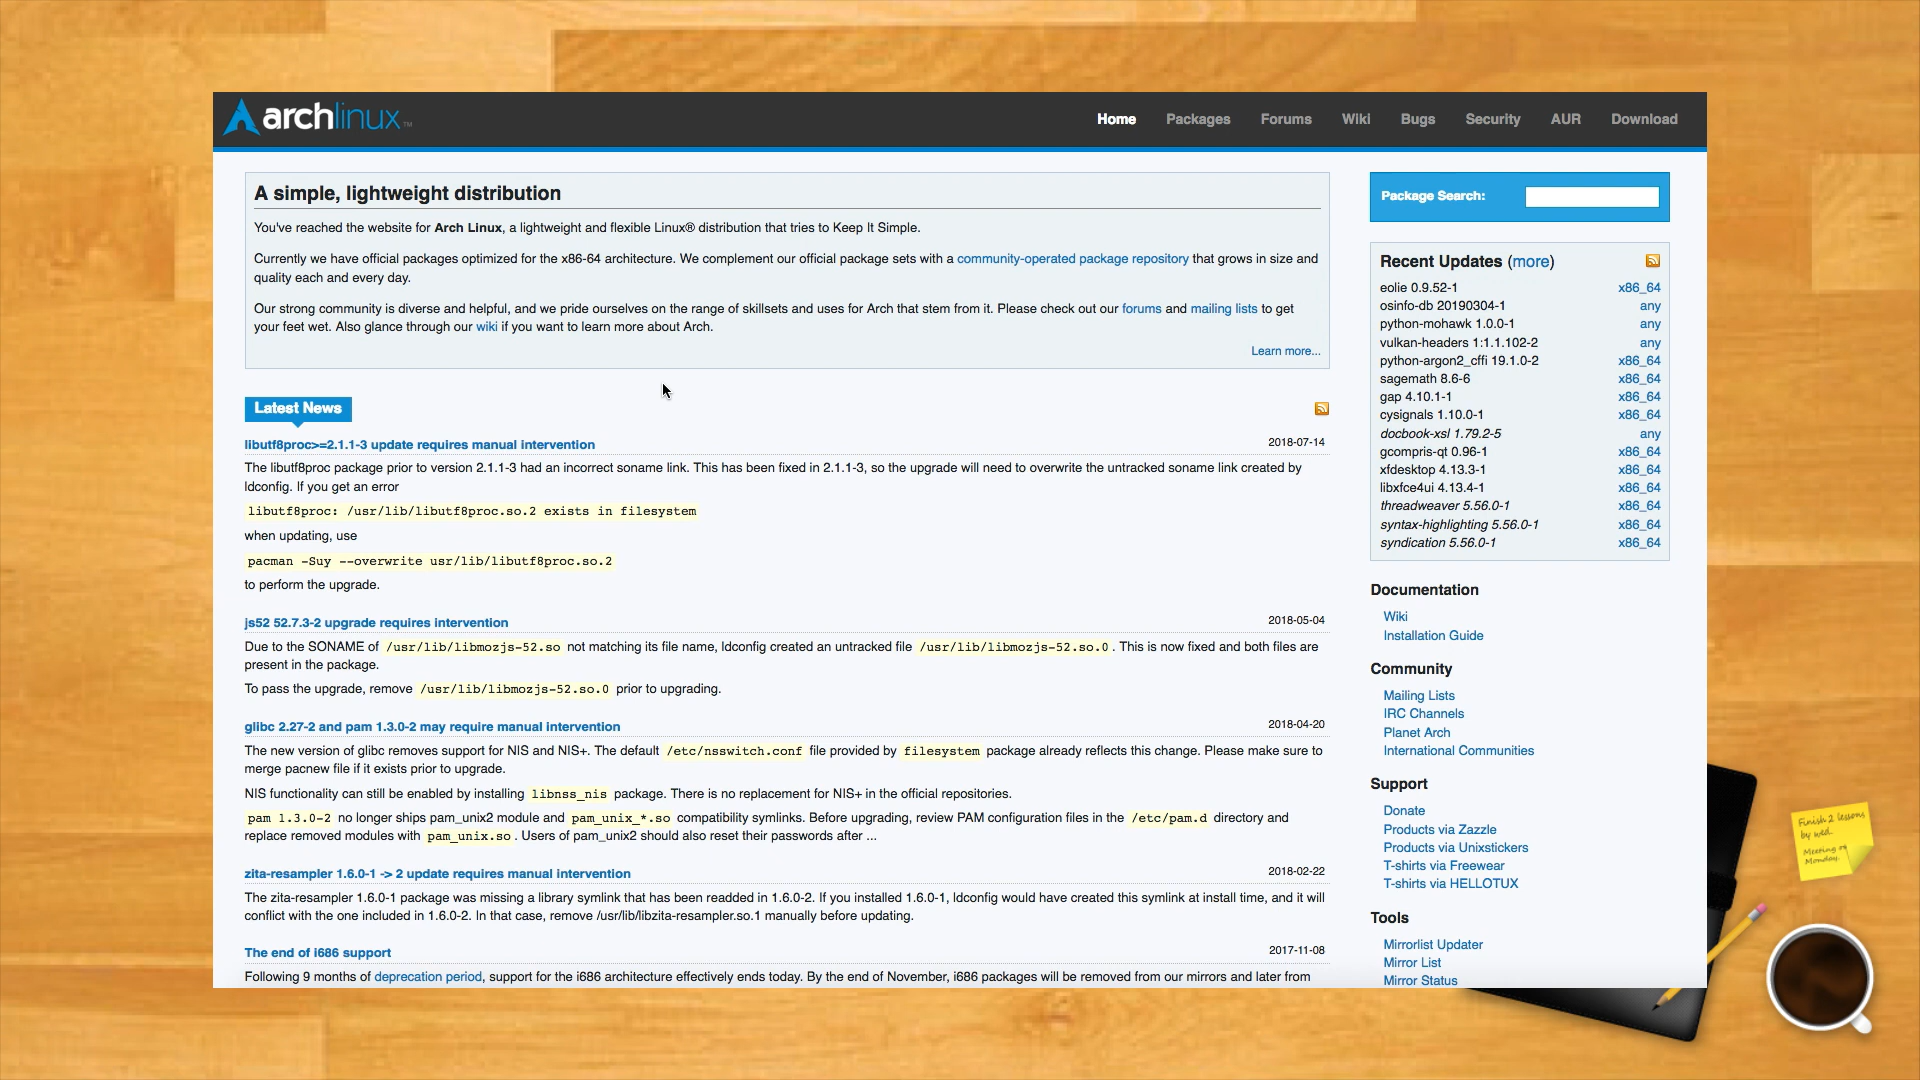 archlinux™
Home Packages Forums Wiki Bugs Security AUR Download
A simple, lightweight distribution
You've reached the website for Arch Linux, a lightweight and flexible Linux® distribution that tries to Keep It Simple.
Currently we have official packages optimized for the x86-64 architecture. We complement our official package sets with a community-operated package repository that grows in size and
quality each and every day.
Our strong community is diverse and helpful, and we pride ourselves on the range of skillsets and uses for Arch that stem from it. Please check out our forums and mailing lists to get
your feet wet. Also glance through our wiki if you want to learn more about Arch.
Learn more...
Latest News
libutf8proc>=2.1.1-3 update requires manual intervention 2018-07-14
The libutf8proc package prior to version 2.1.1-3 had an incorrect soname link. This has been fixed in 2.1.1-3, so the upgrade will need to overwrite the untracked soname link created by
ldconfig. If you get an error
libutf8proc: /usr/lib/libutf8proc.so.2 exists in filesystem
when updating, use
pacman -Suy --overwrite usr/lib/libutf8proc.so.2
to perform the upgrade.
js52 52.7.3-2 upgrade requires intervention 2018-05-04
Due to the SONAME of /usr/lib/libmozjs-52.so not matching its file name, ldconfig created an untracked file /usr/lib/libmozjs-52.so.0. This is now fixed and both files are
present in the package.
To pass the upgrade, remove /usr/lib/libmozjs-52.so.0 prior to upgrading.
glibc 2.27-2 and pam 1.3.0-2 may require manual intervention 2018-04-20
The new version of glibc removes support for NIS and NIS+. The default /etc/nsswitch.conf file provided by filesystem package already reflects this change. Please make sure to
merge pacnew file if it exists prior to upgrade.
NIS functionality can still be enabled by installing libnss_nis package. There is no replacement for NIS+ in the official repositories.
pam 1.3.0-2 no longer ships pam_unix2 module and pam_unix_*.so compatibility symlinks. Before upgrading, review PAM configuration files in the /etc/pam.d directory and
replace removed modules with pam_unix.so. Users of pam_unix2 should also reset their passwords after ...
zita-resampler 1.6.0-1 -> 2 update requires manual intervention 2018-02-22
The zita-resampler 1.6.0-1 package was missing a library symlink that has been readded in 1.6.0-2. If you installed 1.6.0-1, ldconfig would have created this symlink at install time, and it will
conflict with the one included in 1.6.0-2. In that case, remove /usr/lib/libzita-resampler.so.1 manually before updating.
The end of i686 support 2017-11-08
Following 9 months of deprecation period, support for the i686 architecture effectively ends today. By the end of November, i686 packages will be removed from our mirrors and later from
Package Search:
Recent Updates (more)
eolie 0.9.52-1 x86_64
osinfo-db 20190304-1 any
python-mohawk 1.0.0-1 any
vulkan-headers 1:1.1.102-2 any
python-argon2_cffi 19.1.0-2 x86_64
sagemath 8.6-6 x86_64
gap 4.10.1-1 x86_64
cysignals 1.10.0-1 x86_64
docbook-xsl 1.79.2-5 any
gcompris-qt 0.96-1 x86_64
xfdesktop 4.13.3-1 x86_64
libxfce4ui 4.13.4-1 x86_64
threadweaver 5.56.0-1 x86_64
syntax-highlighting 5.56.0-1 x86_64
syndication 5.56.0-1 x86_64
Documentation
Wiki
Installation Guide
Community
Mailing Lists
IRC Channels
Planet Arch
International Communities
Support
Donate
Products via Zazzle
Products via Unixstickers
T-shirts via Freewear
T-shirts via HELLOTUX
Tools
Mirrorlist Updater
Mirror List
Mirror Status
Finish 2 lessons
by wed.
Meeting on
Monday.